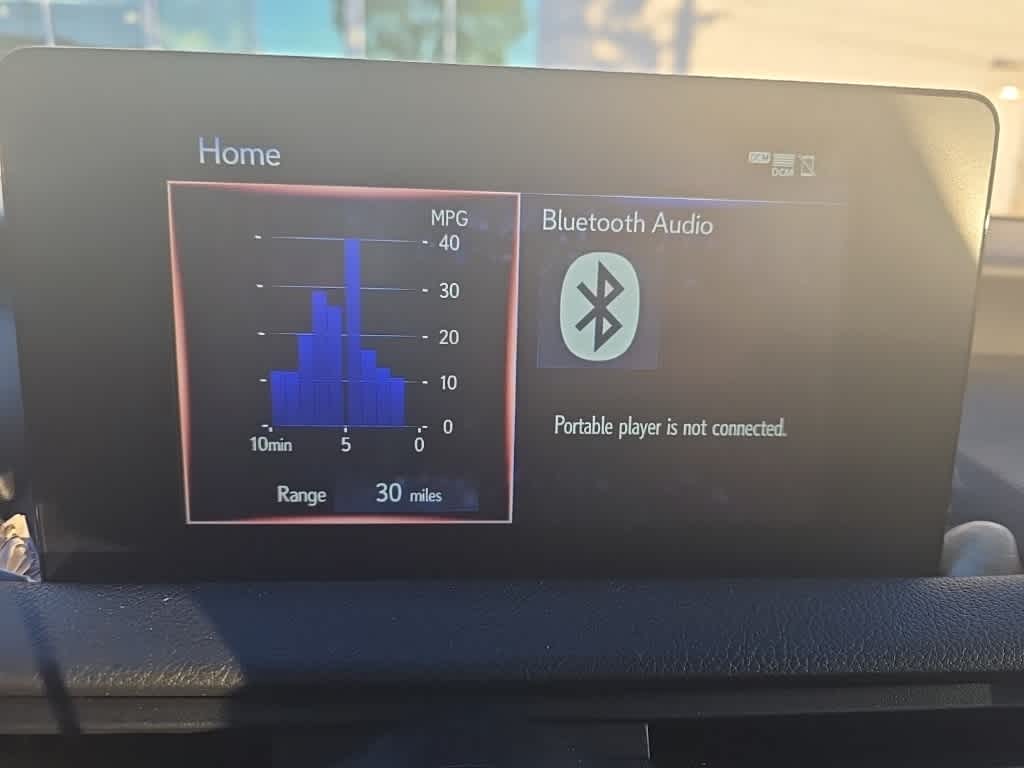 Home
DCM
DCM
MPG
40
30
20
10
0
10min 5 0
Range 30 miles
Bluetooth Audio
Portable player is not connected.